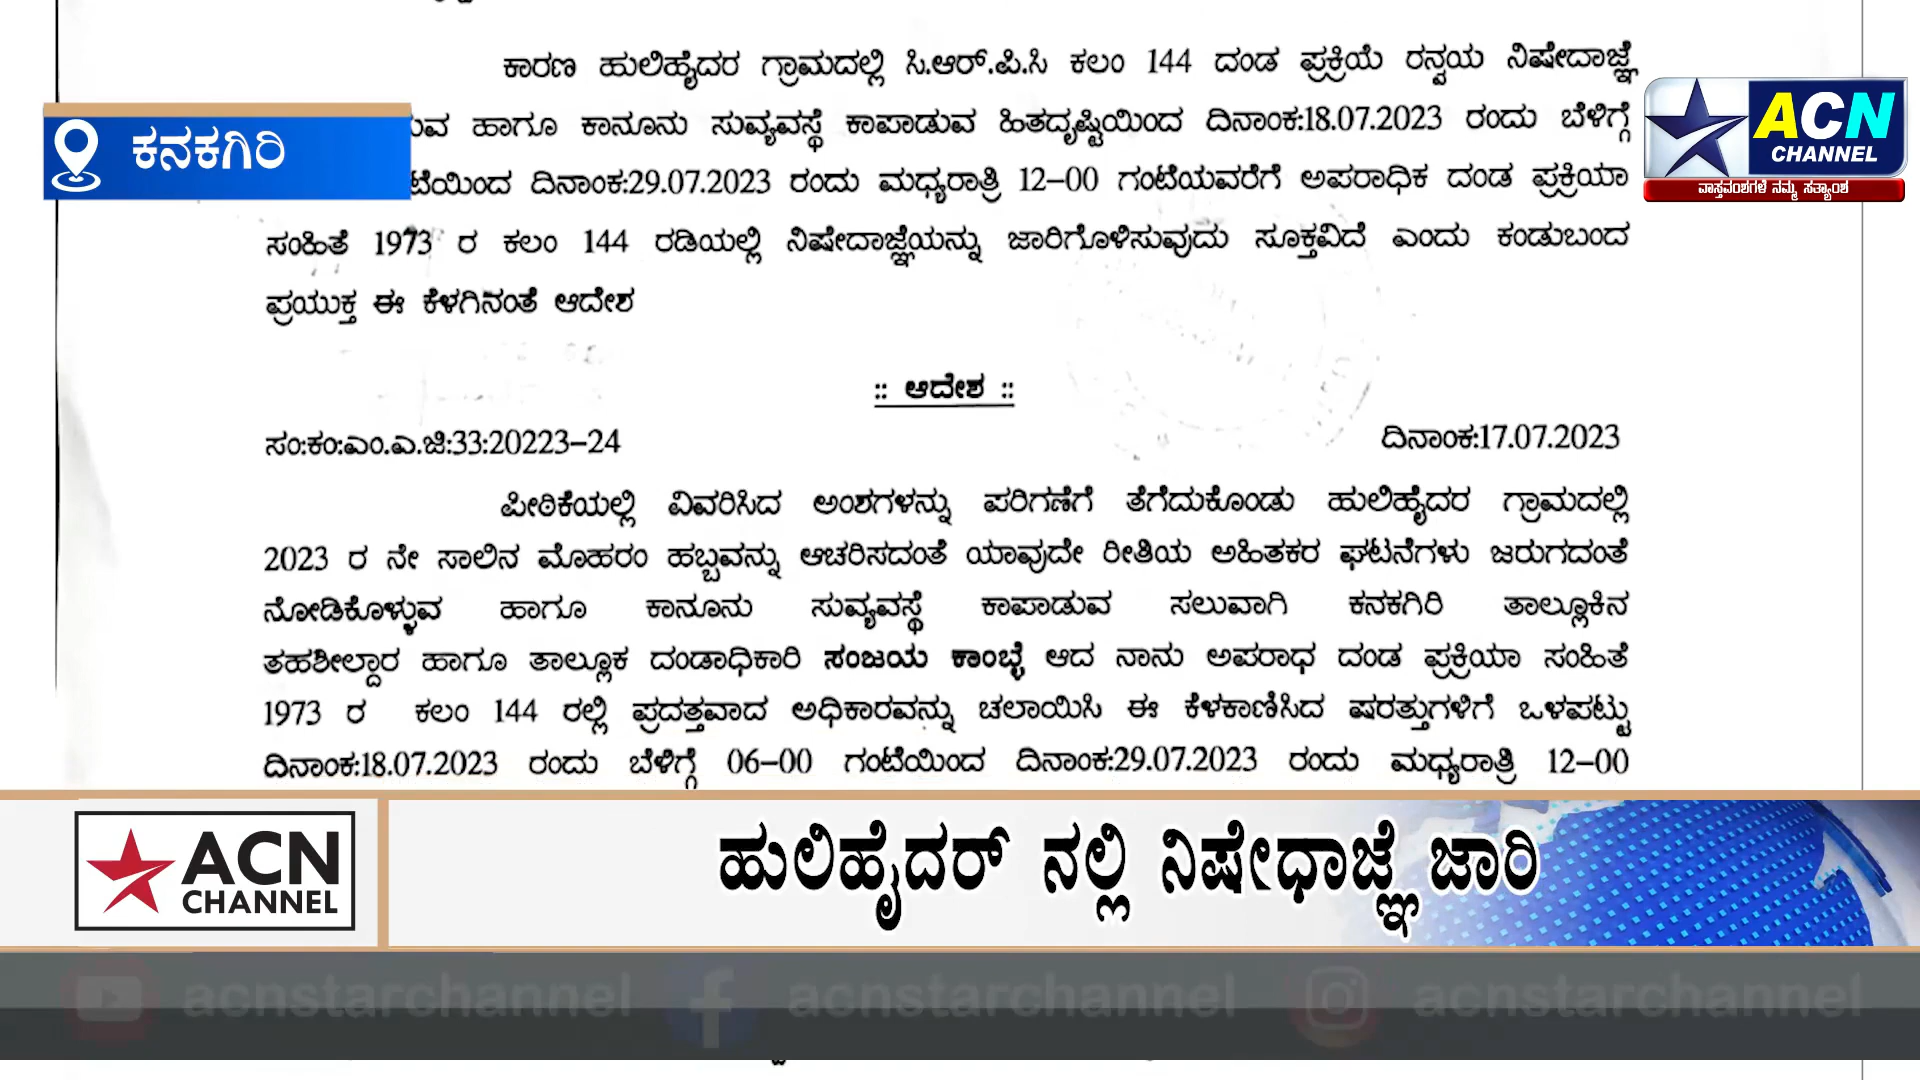 ಕಾರಣ ಹುಲಿಹೈದರ ಗ್ರಾಮದಲ್ಲಿ ಸಿ.ಆರ್.ಪಿ.ಸಿ ಕಲಂ 144 ದಂಡ ಪ್ರಕ್ರಿಯೆ ರನ್ವಯ ನಿಷೇದಾಜ್ಞೆ
ಕನಕಗಿರಿ
ಹಾಗೂ ಕಾನೂನು ಸುವ್ಯವಸ್ಥೆ ಕಾಪಾಡುವ ಹಿತದೃಷ್ಟಿಯಿಂದ ದಿನಾಂಕ:18.07.2023 ರಂದು ಬೆಳಿಗ್ಗೆ
ACN
CHANNEL
ದಿನಾಂಕ:29.07.2023 ರಂದು ಮಧ್ಯರಾತ್ರಿ 12-00 ಗಂಟೆಯವರೆಗೆ ಅಪರಾಧಿಕ ದಂಡ ಪ್ರಕ್ರಿಯಾ
ವಾಸ್ತವಂಶಗಳೆ ನಮ್ಮ ಸತ್ಯಾಂಶ
ಸಂಹಿತೆ 1973 ರ ಕಲಂ 144 ರಡಿಯಲ್ಲಿ ನಿಷೇದಾಜ್ಞೆಯನ್ನು ಜಾರಿಗೊಳಿಸುವುದು ಸೂಕ್ತವಿದೆ ಎಂದು ಕಂಡುಬಂದ
ಪ್ರಯುಕ್ತ ಈ ಕೆಳಗಿನಂತೆ ಆದೇಶ
:: ಆದೇಶ ::
ಸಂ:ಕಂ:ಎಂ.ಎ.ಜಿ:33:20223-24 ದಿನಾಂಕ:17.07.2023
ಪೀಠಿಕೆಯಲ್ಲಿ ವಿವರಿಸಿದ ಅಂಶಗಳನ್ನು ಪರಿಗಣಿಗೆ ತೆಗೆದುಕೊಂಡು ಹುಲಿಹೈದರ ಗ್ರಾಮದಲ್ಲಿ
2023 ರ ನೇ ಸಾಲಿನ ಮೊಹರಂ ಹಬ್ಬವನ್ನು ಆಚರಿಸದಂತೆ ಯಾವುದೇ ರೀತಿಯ ಅಹಿತಕರ ಘಟನೆಗಳು ಜರುಗದಂತೆ
ನೋಡಿಕೊಳ್ಳುವ ಹಾಗೂ ಕಾನೂನು ಸುವ್ಯವಸ್ಥೆ ಕಾಪಾಡುವ ಸಲುವಾಗಿ ಕನಕಗಿರಿ ತಾಲ್ಲೂಕಿನ
ತಹಶೀಲ್ದಾರ ಹಾಗೂ ತಾಲ್ಲೂಕ ದಂಡಾಧಿಕಾರಿ ಸಂಜಯ ಕಾಂಬ್ಳೆ ಆದ ನಾನು ಅಪರಾಧ ದಂಡ ಪ್ರಕ್ರಿಯಾ ಸಂಹಿತೆ
1973 ರ ಕಲಂ 144 ರಲ್ಲಿ ಪ್ರದತ್ತವಾದ ಅಧಿಕಾರವನ್ನು ಚಲಾಯಿಸಿ ಈ ಕೆಳಕಾಣಿಸಿದ ಷರತ್ತುಗಳಿಗೆ ಒಳಪಟ್ಟು
ದಿನಾಂಕ:18.07.2023 ರಂದು ಬೆಳಿಗ್ಗೆ 06-00 ಗಂಟೆಯಿಂದ ದಿನಾಂಕ:29.07.2023 ರಂದು ಮಧ್ಯರಾತ್ರಿ 12-00
ACN
CHANNEL
ಹುಲಿಹೈದರ್ ನಲ್ಲಿ ನಿಷೇಧಾಜ್ಞೆ ಜಾರಿ
acnstarchannel acnstarchannel acnstarchannel